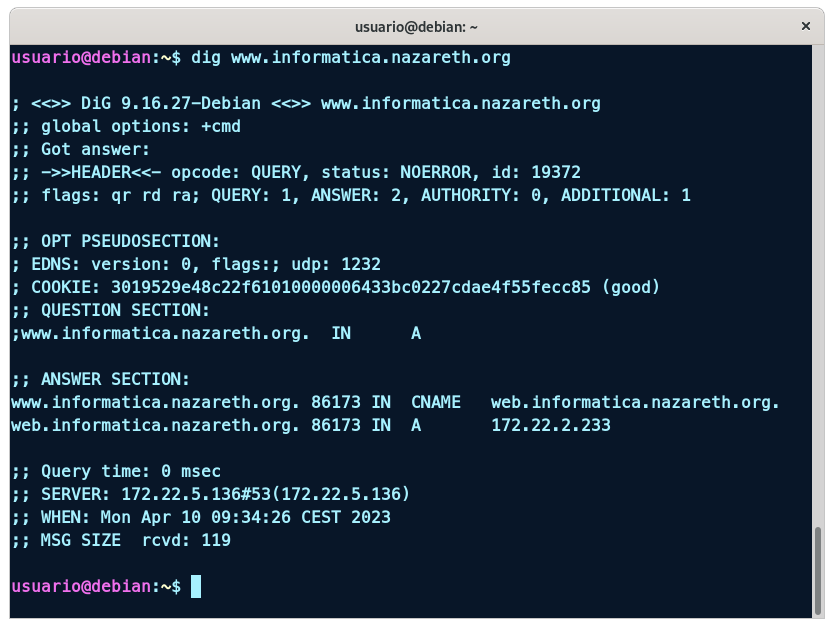 usuario@debian: ~
×
usuario@debian:~$ dig www.informatica.nazareth.org
; <<>> DiG 9.16.27-Debian <<>> www.informatica.nazareth.org
;; global options: +cmd
;; Got answer:
;; ->>HEADER<<- opcode: QUERY, status: NOERROR, id: 19372
;; flags: qr rd ra; QUERY: 1, ANSWER: 2, AUTHORITY: 0, ADDITIONAL: 1
;; OPT PSEUDOSECTION:
; EDNS: version: 0, flags:; udp: 1232
; COOKIE: 3019529e48c22f61010000006433bc0227cdae4f55fecc85 (good)
;; QUESTION SECTION:
;www.informatica.nazareth.org.  IN      A
;; ANSWER SECTION:
www.informatica.nazareth.org. 86173 IN  CNAME   web.informatica.nazareth.org.
web.informatica.nazareth.org. 86173 IN  A       172.22.2.233
;; Query time: 0 msec
;; SERVER: 172.22.5.136#53(172.22.5.136)
;; WHEN: Mon Apr 10 09:34:26 CEST 2023
;; MSG SIZE  rcvd: 119
usuario@debian:~$